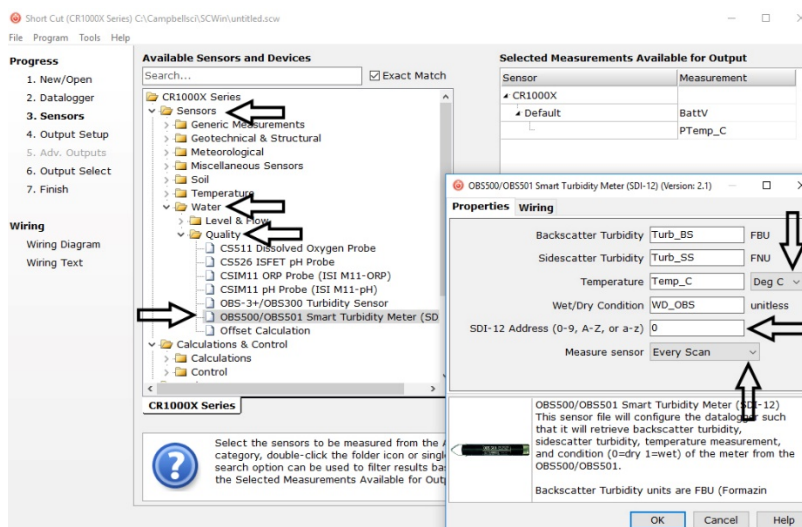 Short Cut (CR1000X Series) C:\Campbellsci\SCWin\untitled.scw
File Program Tools Help
Progress
1. New/Open
2. Datalogger
3. Sensors
4. Output Setup
5. Adv. Outputs
6. Output Select
7. Finish
Wiring
Wiring Diagram
Wiring Text
Available Sensors and Devices
Search...
Exact Match
CR1000X Series
Sensors
Generic Measurements
Geotechnical & Structural
Meteorological
Miscellaneous Sensors
Soil
Temperature
Water
Level & Flow
Quality
CS511 Dissolved Oxygen Probe
CS526 ISFET pH Probe
CSIM11 ORP Probe (ISI M11-ORP)
CSIM11 pH Probe (ISI M11-pH)
OBS-3+/OBS300 Turbidity Sensor
OBS500/OBS501 Smart Turbidity Meter (SD
Offset Calculation
Calculations & Control
Calculations
Control
CR1000X Series
Select the sensors to be measured from the A
category, double-click the folder icon or singl
search option can be used to filter results ba
the Selected Measurements Available for Out
Selected Measurements Available for Output
Sensor Measurement
CR1000X
Default BattV
PTemp_C
OBS500/OBS501 Smart Turbidity Meter (SDI-12) (Version: 2.1)
Properties Wiring
Backscatter Turbidity Turb_BS FBU
Sidescatter Turbidity Turb_SS FNU
Temperature Temp_C Deg C
Wet/Dry Condition WD_OBS unitless
SDI-12 Address (0-9, A-Z, or a-z) 0
Measure sensor Every Scan
OBS500/OBS501 Smart Turbidity Meter (SDI-12)
This sensor file will configure the datalogger such
that it will retrieve backscatter turbidity,
sidescatter turbidity, temperature measurement,
and condition (0=dry 1=wet) of the meter from the
OBS500/OBS501.
Backscatter Turbidity units are FBU (Formazin
OK Cancel Help